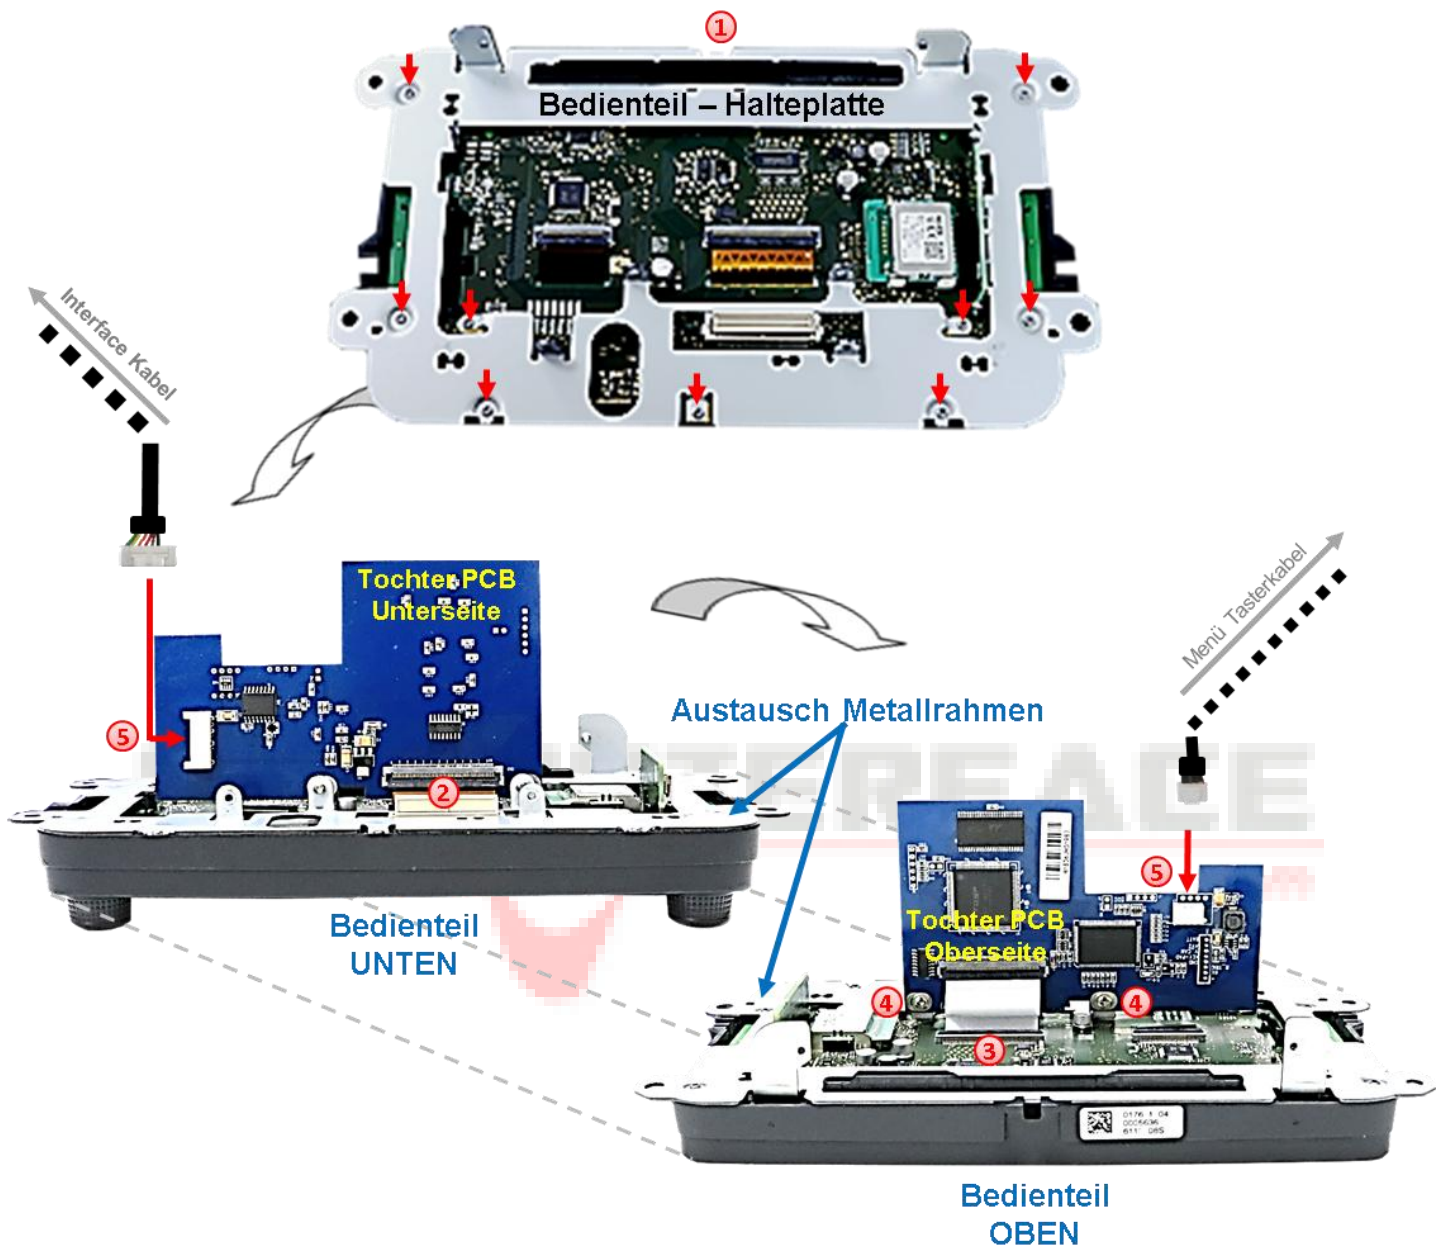 1
Bedienteil – Halteplatte
Interface Kabel
Tochter PCB
Unterseite
Menü Tasterkabel
Austausch Metallrahmen
5
2
INTERFACE
5
Bedienteil
UNTEN
Tochter PCB
Oberseite
4
4
3
Bedienteil
OBEN